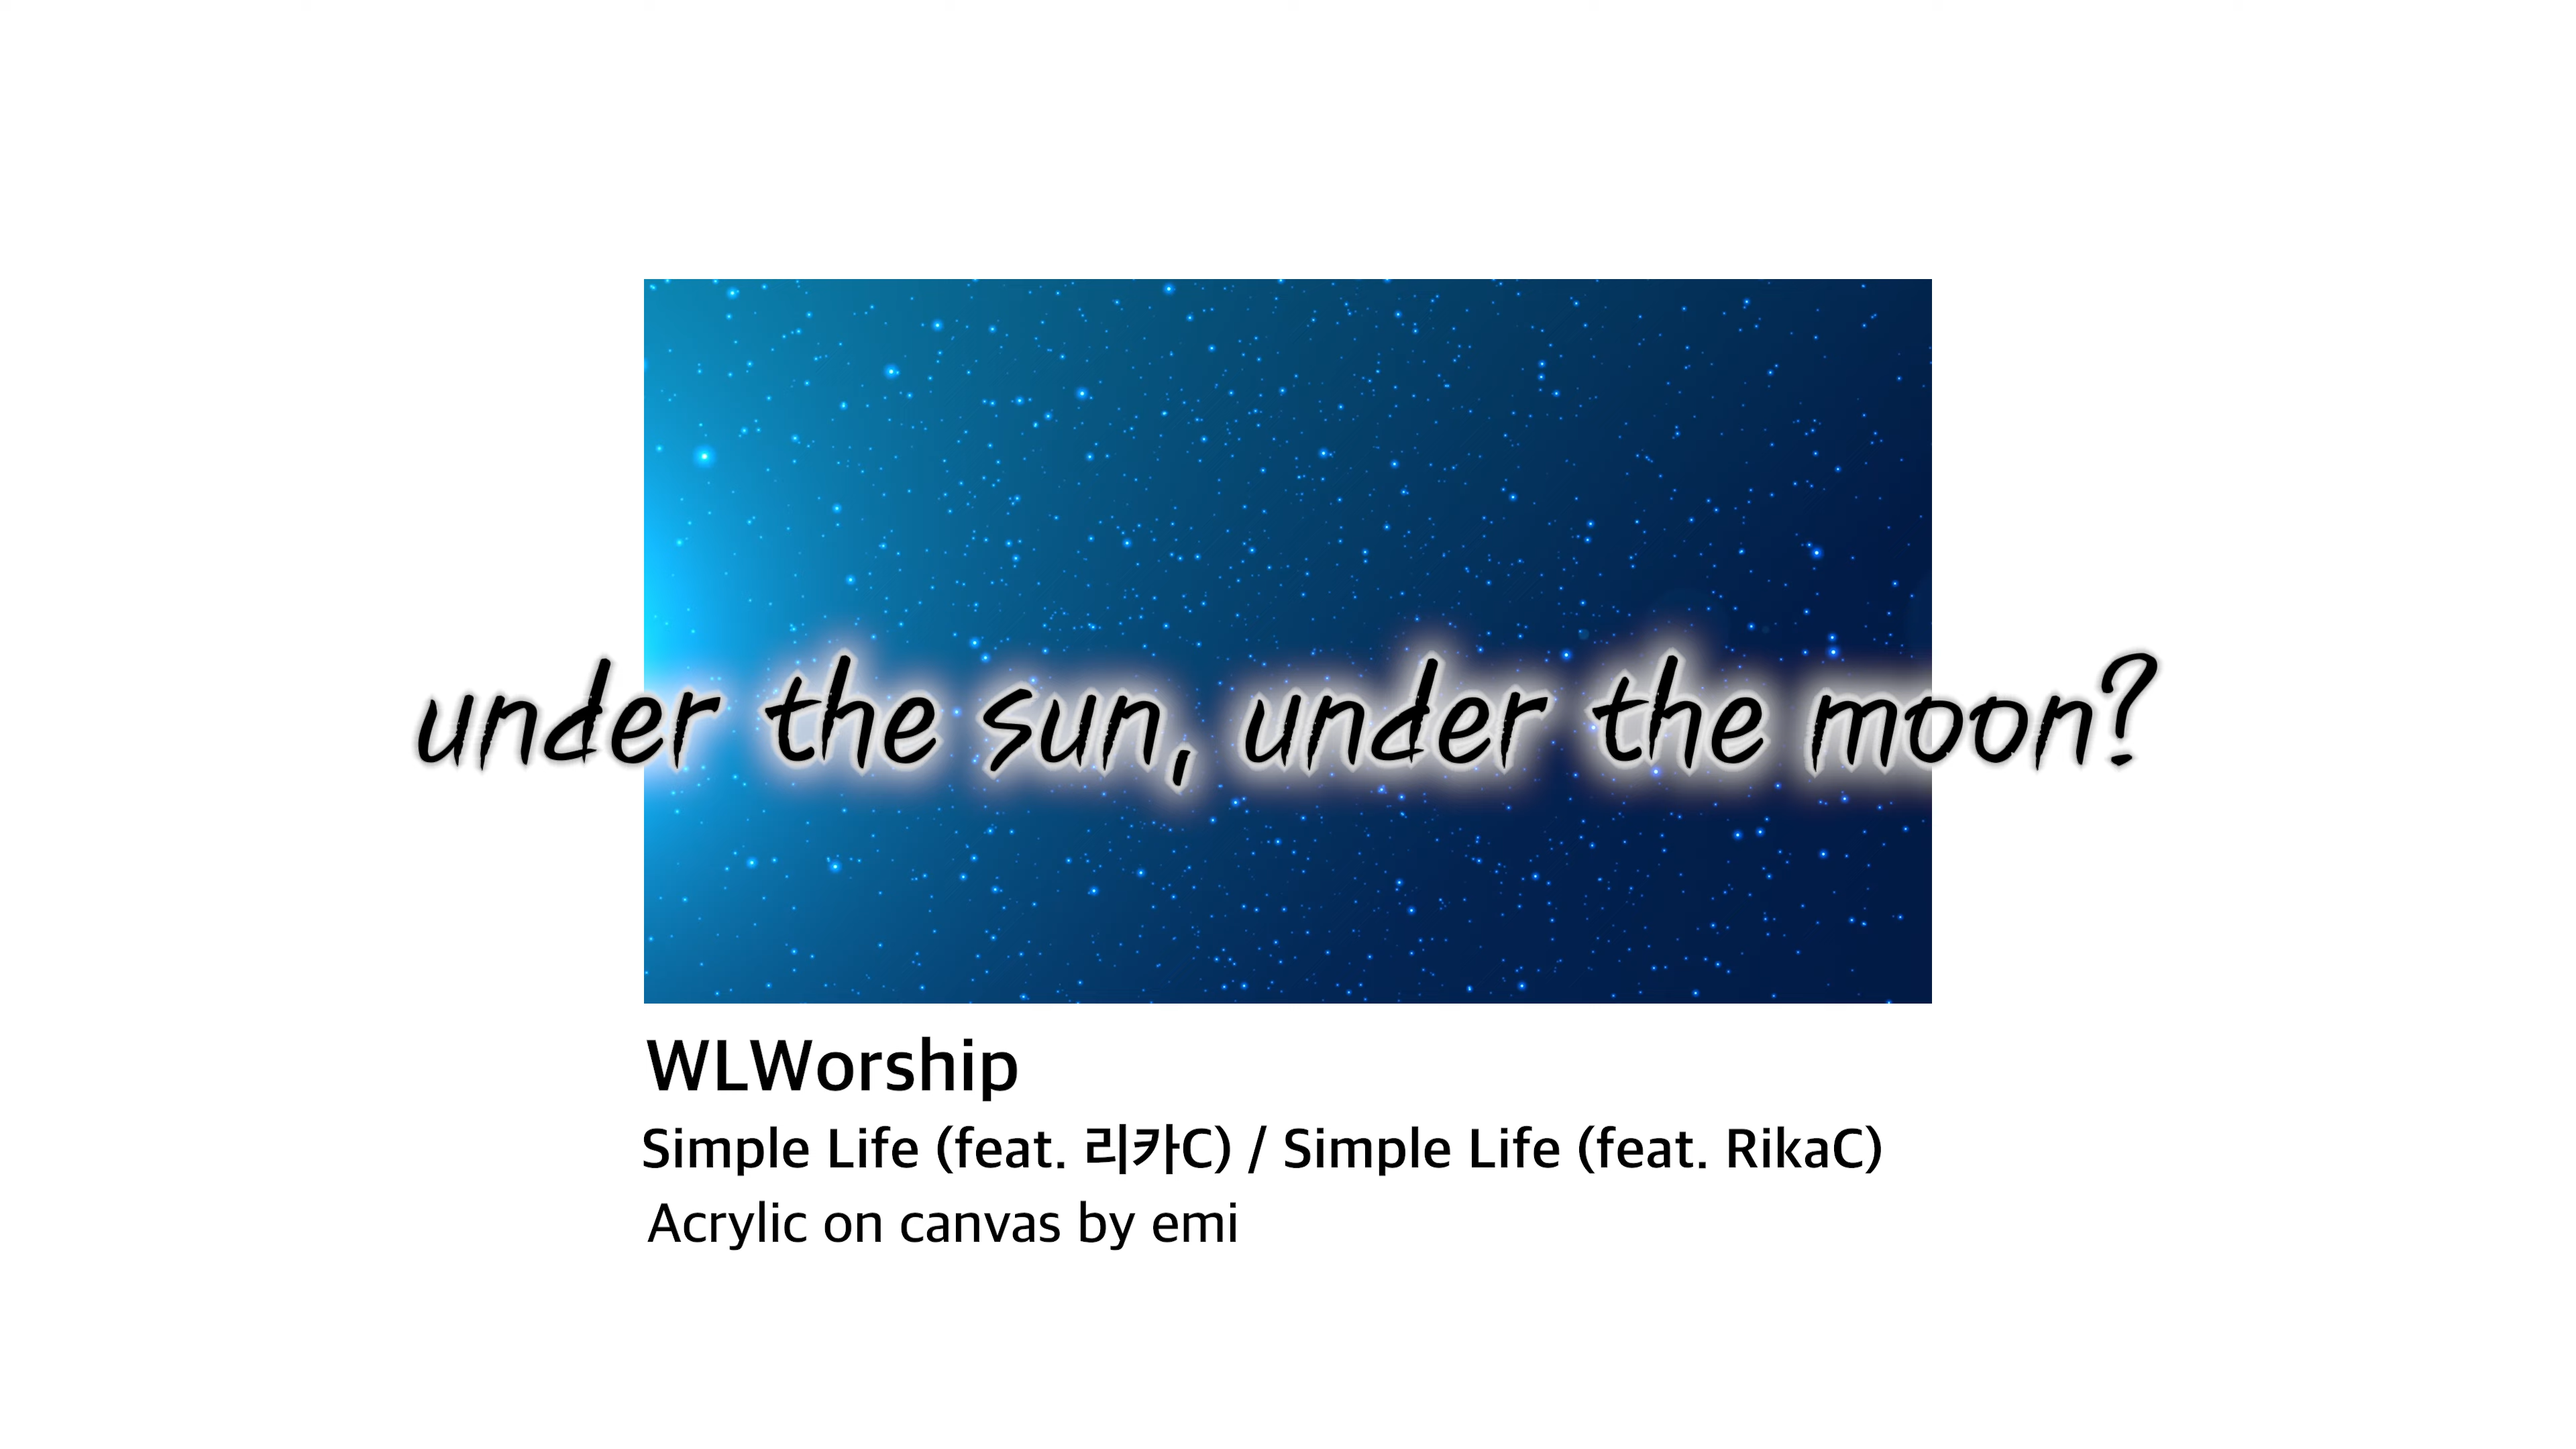 under the sun, under the moon?
WLWorship
Simple Life (feat. 리카C) / Simple Life (feat. RikaC)
Acrylic on canvas by emi